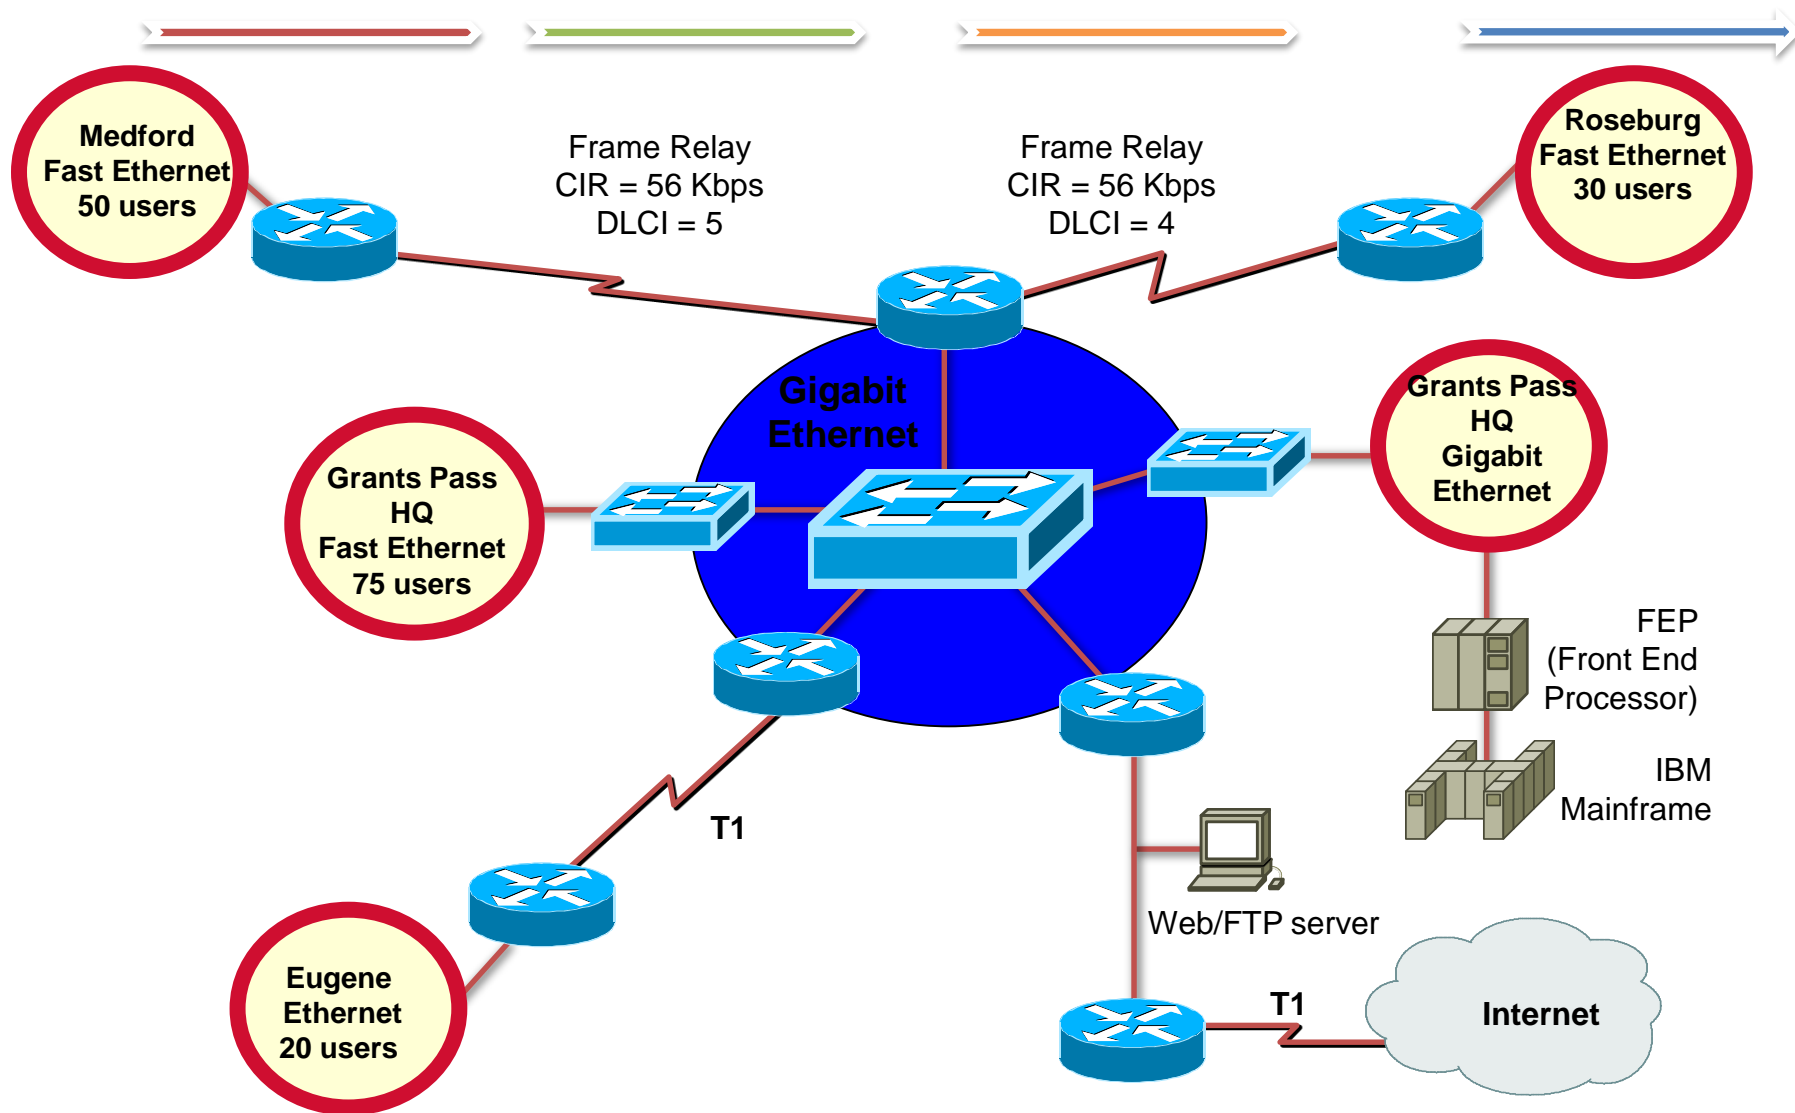 Medford
Fast Ethernet
50 users
Frame Relay
CIR = 56 Kbps
DLCI = 5
Frame Relay
CIR = 56 Kbps
DLCI = 4
Roseburg
Fast Ethernet
30 users
Gigabit
Ethernet
Grants Pass
HQ
Gigabit
Ethernet
Grants Pass
HQ
Fast Ethernet
75 users
FEP
(Front End
Processor)
IBM
Mainframe
T1
Web/FTP server
Eugene
Ethernet
20 users
T1
Internet